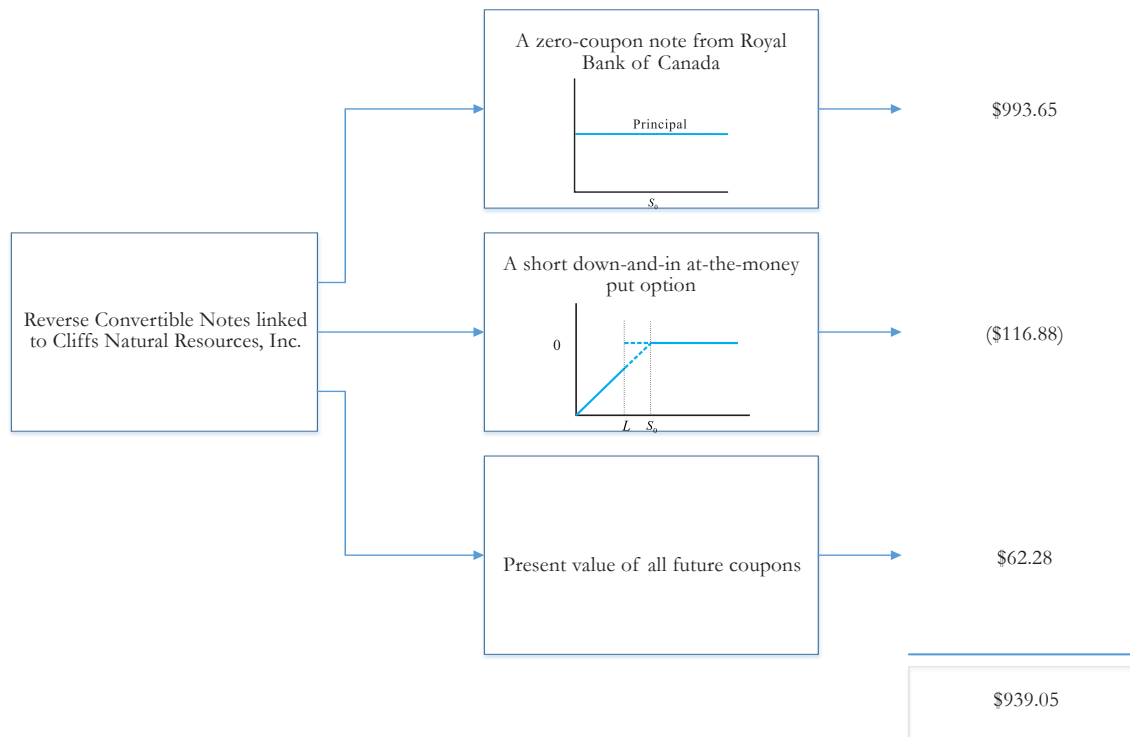 A zero-coupon note from Royal
Bank of Canada
Principal
S₀
$993.65
Reverse Convertible Notes linked
to Cliffs Natural Resources, Inc.
A short down-and-in at-the-money
put option
0
L S₀
($116.88)
Present value of all future coupons
$62.28
$939.05